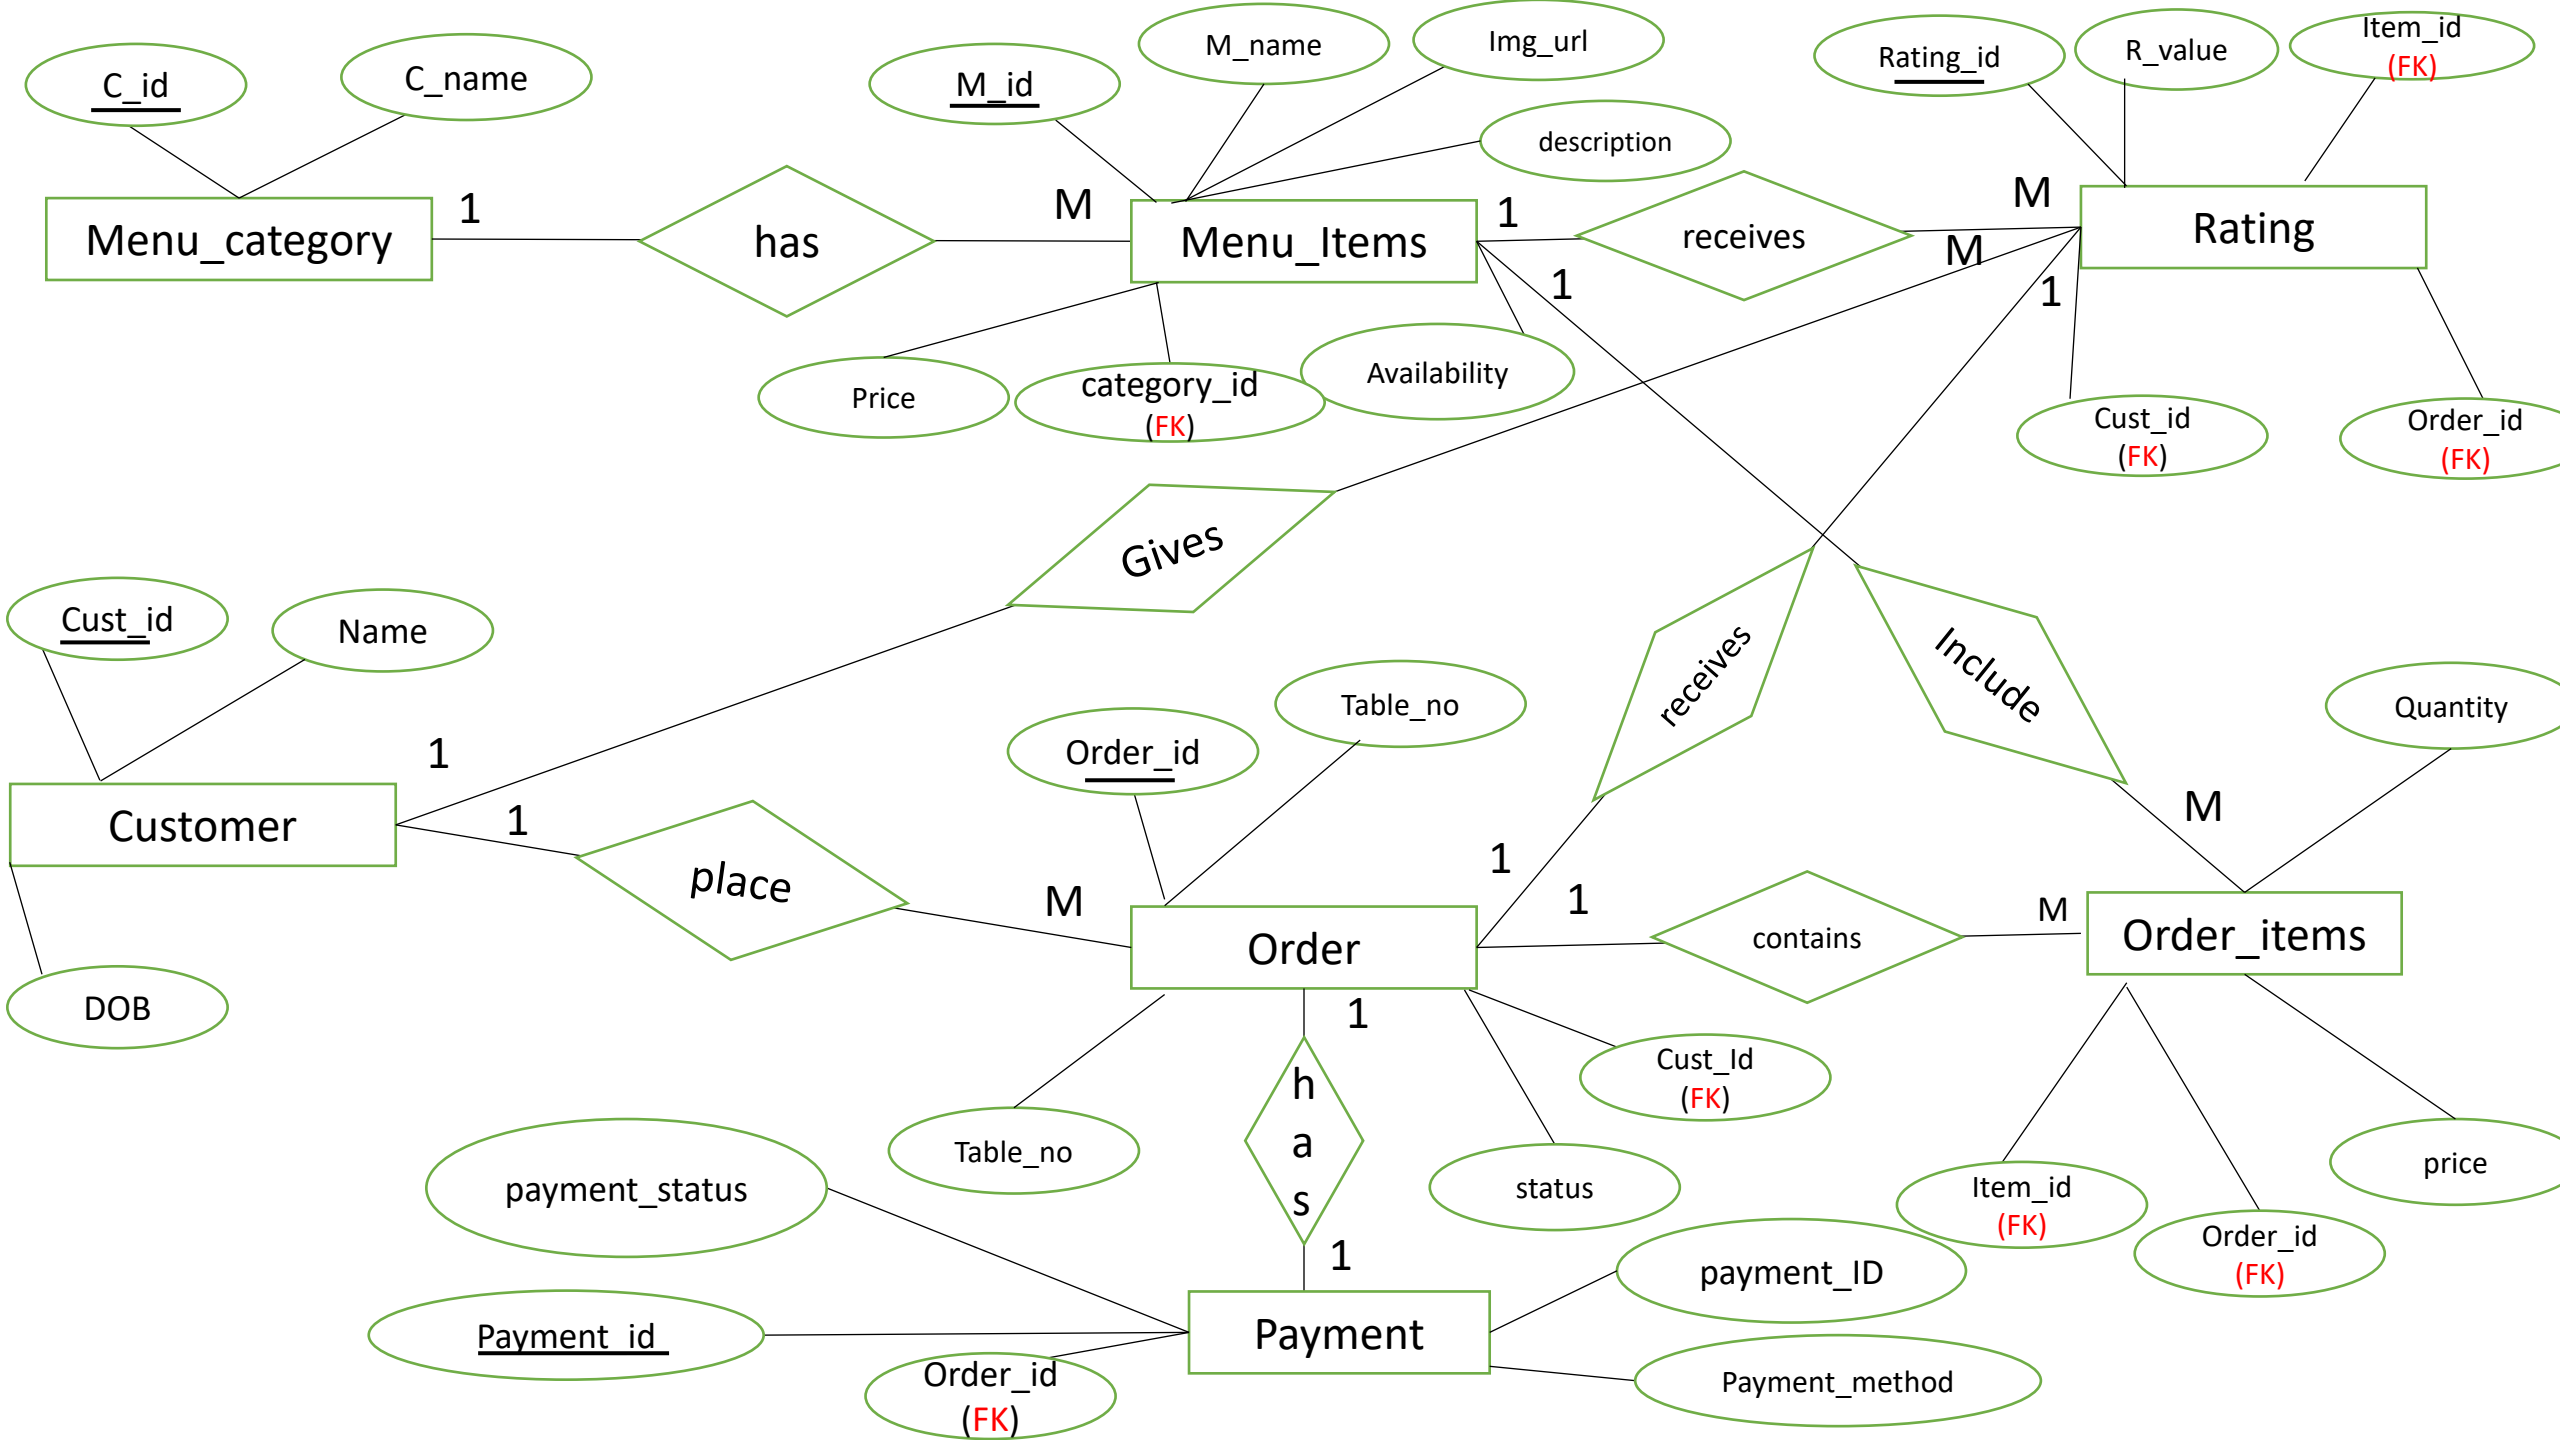 C_id
C_name
M_id
M_name
Img_url
description
Rating_id
R_value
Item_id
(FK)
Menu_category
1
has
M
Menu_Items
1
receives
M
Rating
M
1
1
Price
category_id
(FK)
Availability
Cust_id
(FK)
Order_id
(FK)
Gives
Cust_id
Name
receives
Include
Order_id
Table_no
Quantity
1
Customer
1
place
M
Order
1
1
contains
M
M
Order_items
DOB
1
has
1
Table_no
Cust_Id
(FK)
status
Item_id
(FK)
Order_id
(FK)
price
payment_status
Payment_id
Order_id
(FK)
Payment
payment_ID
Payment_method